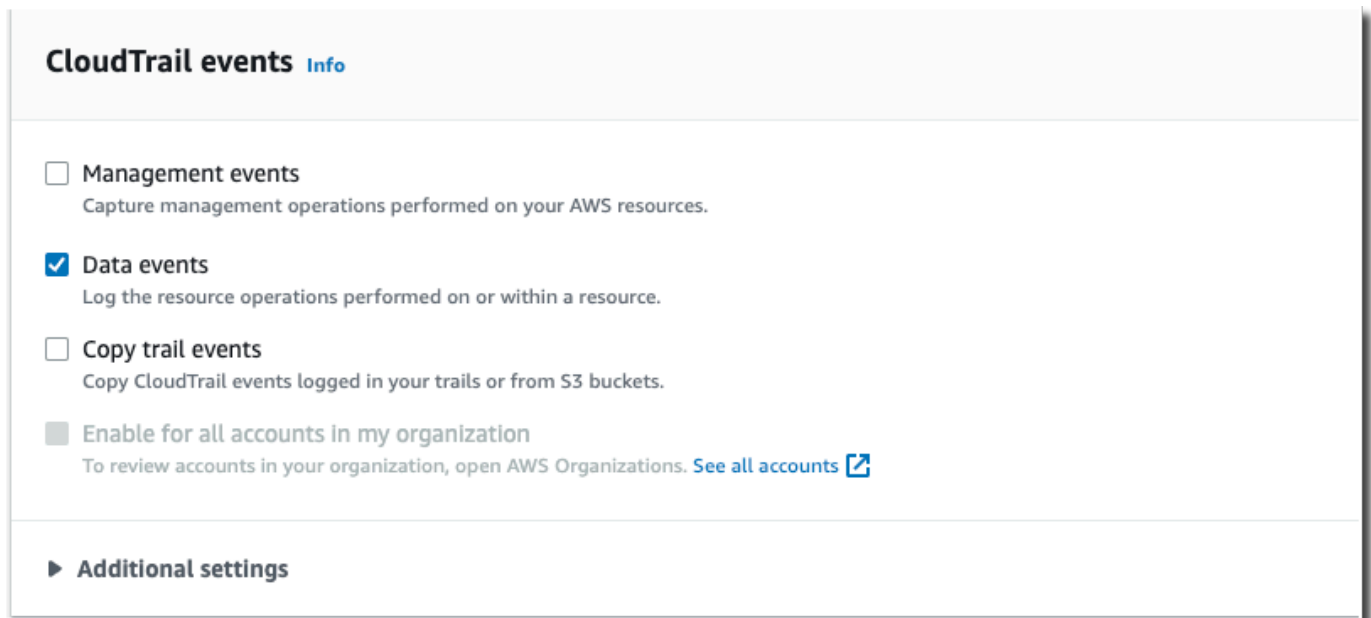 CloudTrail events Info
Management events
Capture management operations performed on your AWS resources.
Data events
Log the resource operations performed on or within a resource.
Copy trail events
Copy CloudTrail events logged in your trails or from S3 buckets.
Enable for all accounts in my organization
To review accounts in your organization, open AWS Organizations. See all accounts
Additional settings